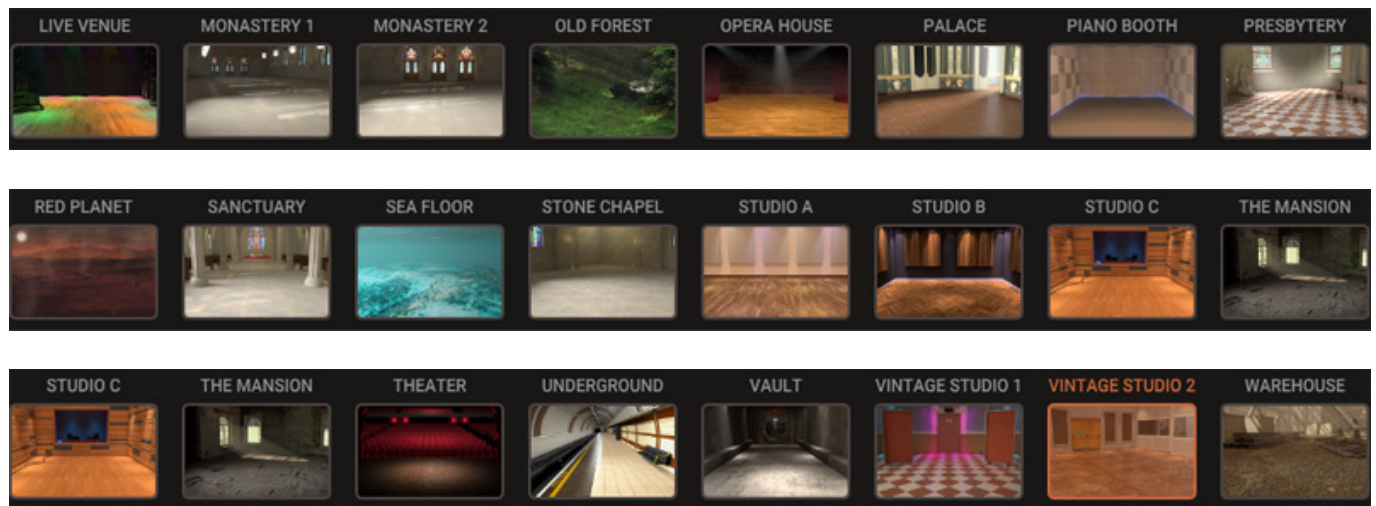 LIVE VENUE MONASTERY 1 MONASTERY 2 OLD FOREST OPERA HOUSE PALACE PIANO BOOTH PRESBYTERY
RED PLANET SANCTUARY SEA FLOOR STONE CHAPEL STUDIO A STUDIO B STUDIO C THE MANSION
STUDIO C THE MANSION THEATER UNDERGROUND VAULT VINTAGE STUDIO 1 VINTAGE STUDIO 2 WAREHOUSE